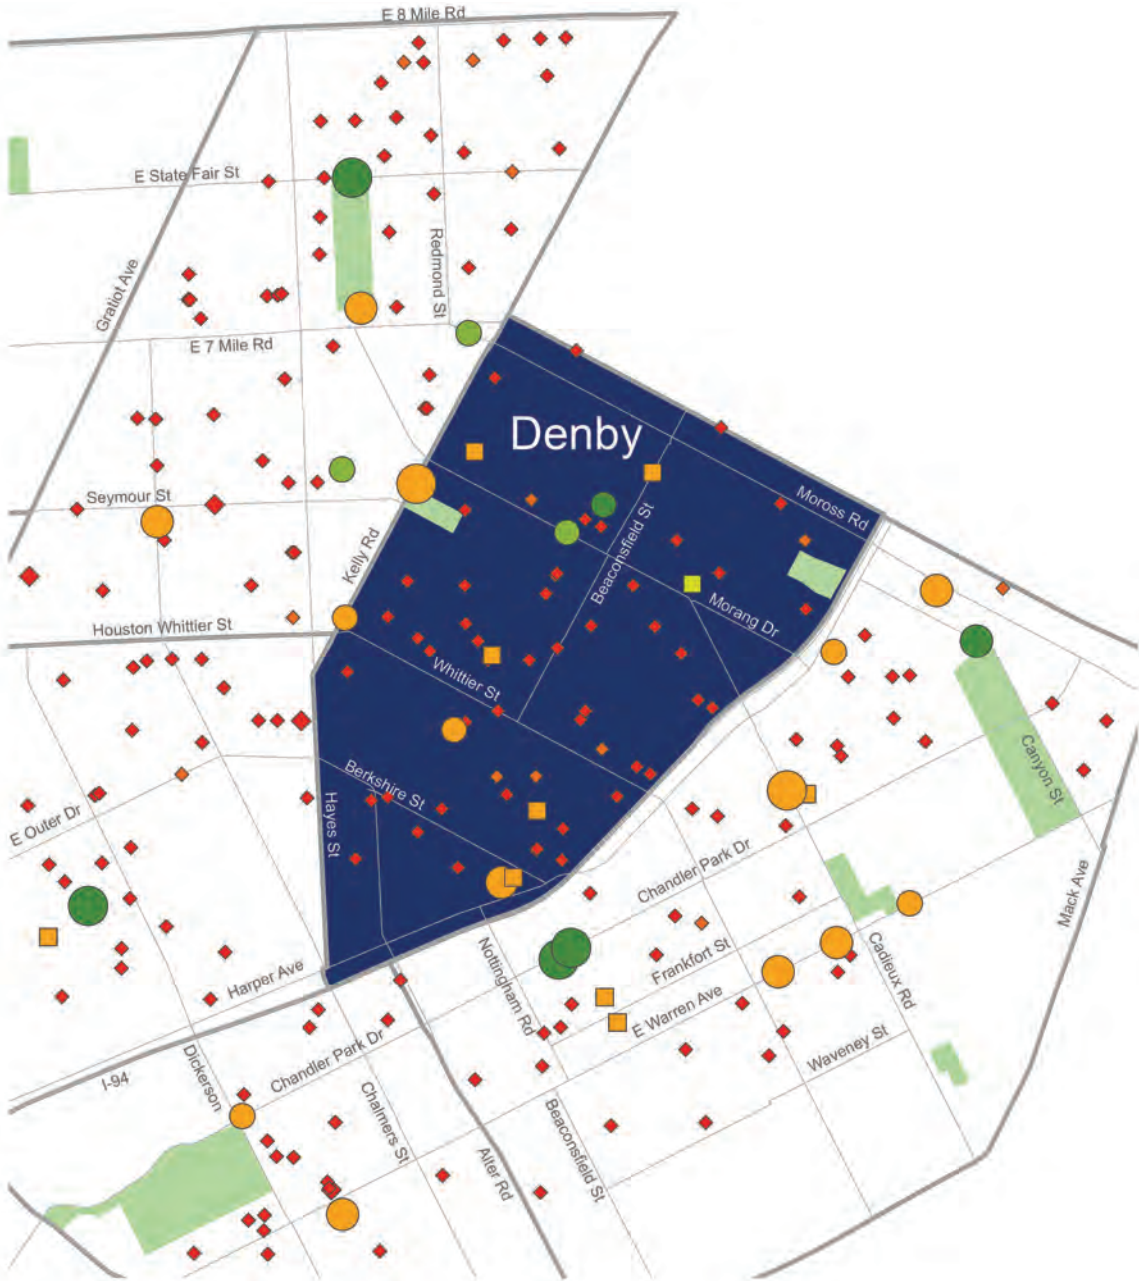 E 8 Mile Rd
E State Fair St
Redmond St
Gratiot Ave
E 7 Mile Rd
Denby
Seymour St
Moross Rd
Kelly Rd
Beaconsfield St
Morang Dr
Houston Whittier St
Whittier St
Canyon St
Berkshire St
Hayes St
E Outer Dr
Chandler Park Dr
Mack Ave
Nottingham Rd
Frankfort St
Cadieux Rd
Harper Ave
E Warren Ave
Waveney St
Dickerson
Chandler Park Dr
I-94
Chalmers St
Alter Rd
Beaconsfield St